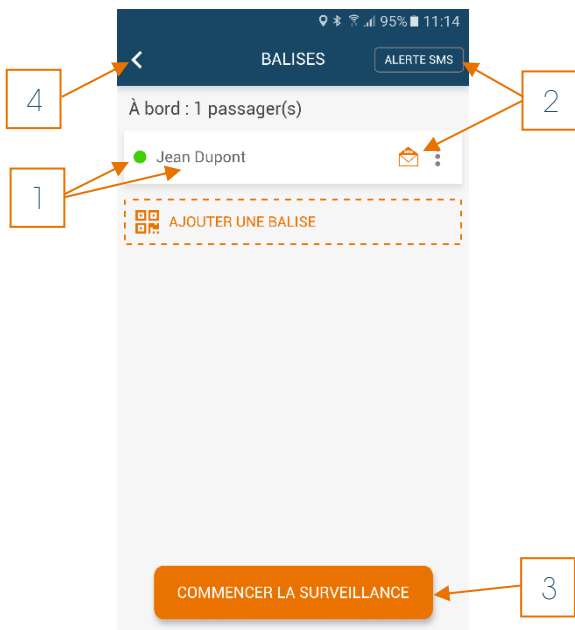 95% 11:14
BALISES
ALERTE SMS
4
2
À bord : 1 passager(s)
Jean Dupont
1
AJOUTER UNE BALISE
COMMENCER LA SURVEILLANCE
3